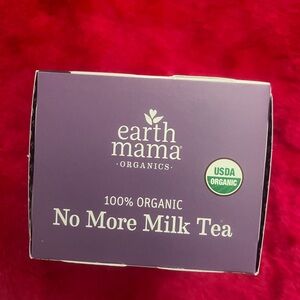 earth
mama
· ORGANICS ·
USDA
ORGANIC
100% ORGANIC
No More Milk Tea